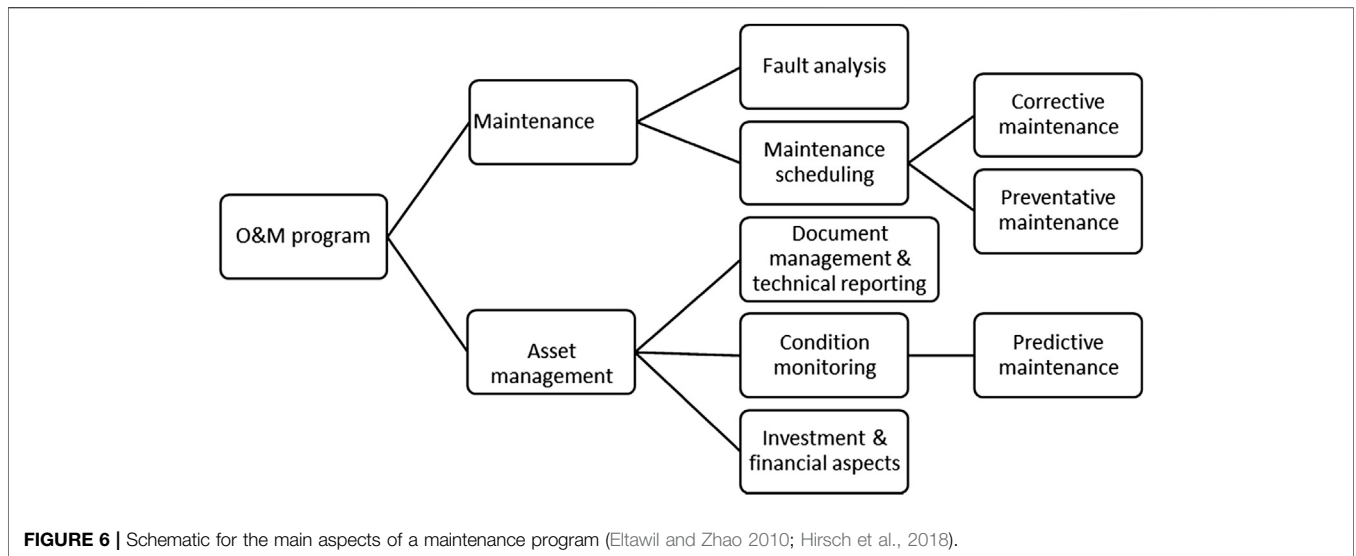 Fault analysis
Corrective
maintenance
Maintenance
Maintenance
scheduling
Preventative
maintenance
O&M program
Document
management &
technical reporting
Asset
management
Condition
monitoring
Predictive
maintenance
Investment &
financial aspects
FIGURE 6 | Schematic for the main aspects of a maintenance program (Eltawil and Zhao 2010; Hirsch et al., 2018).